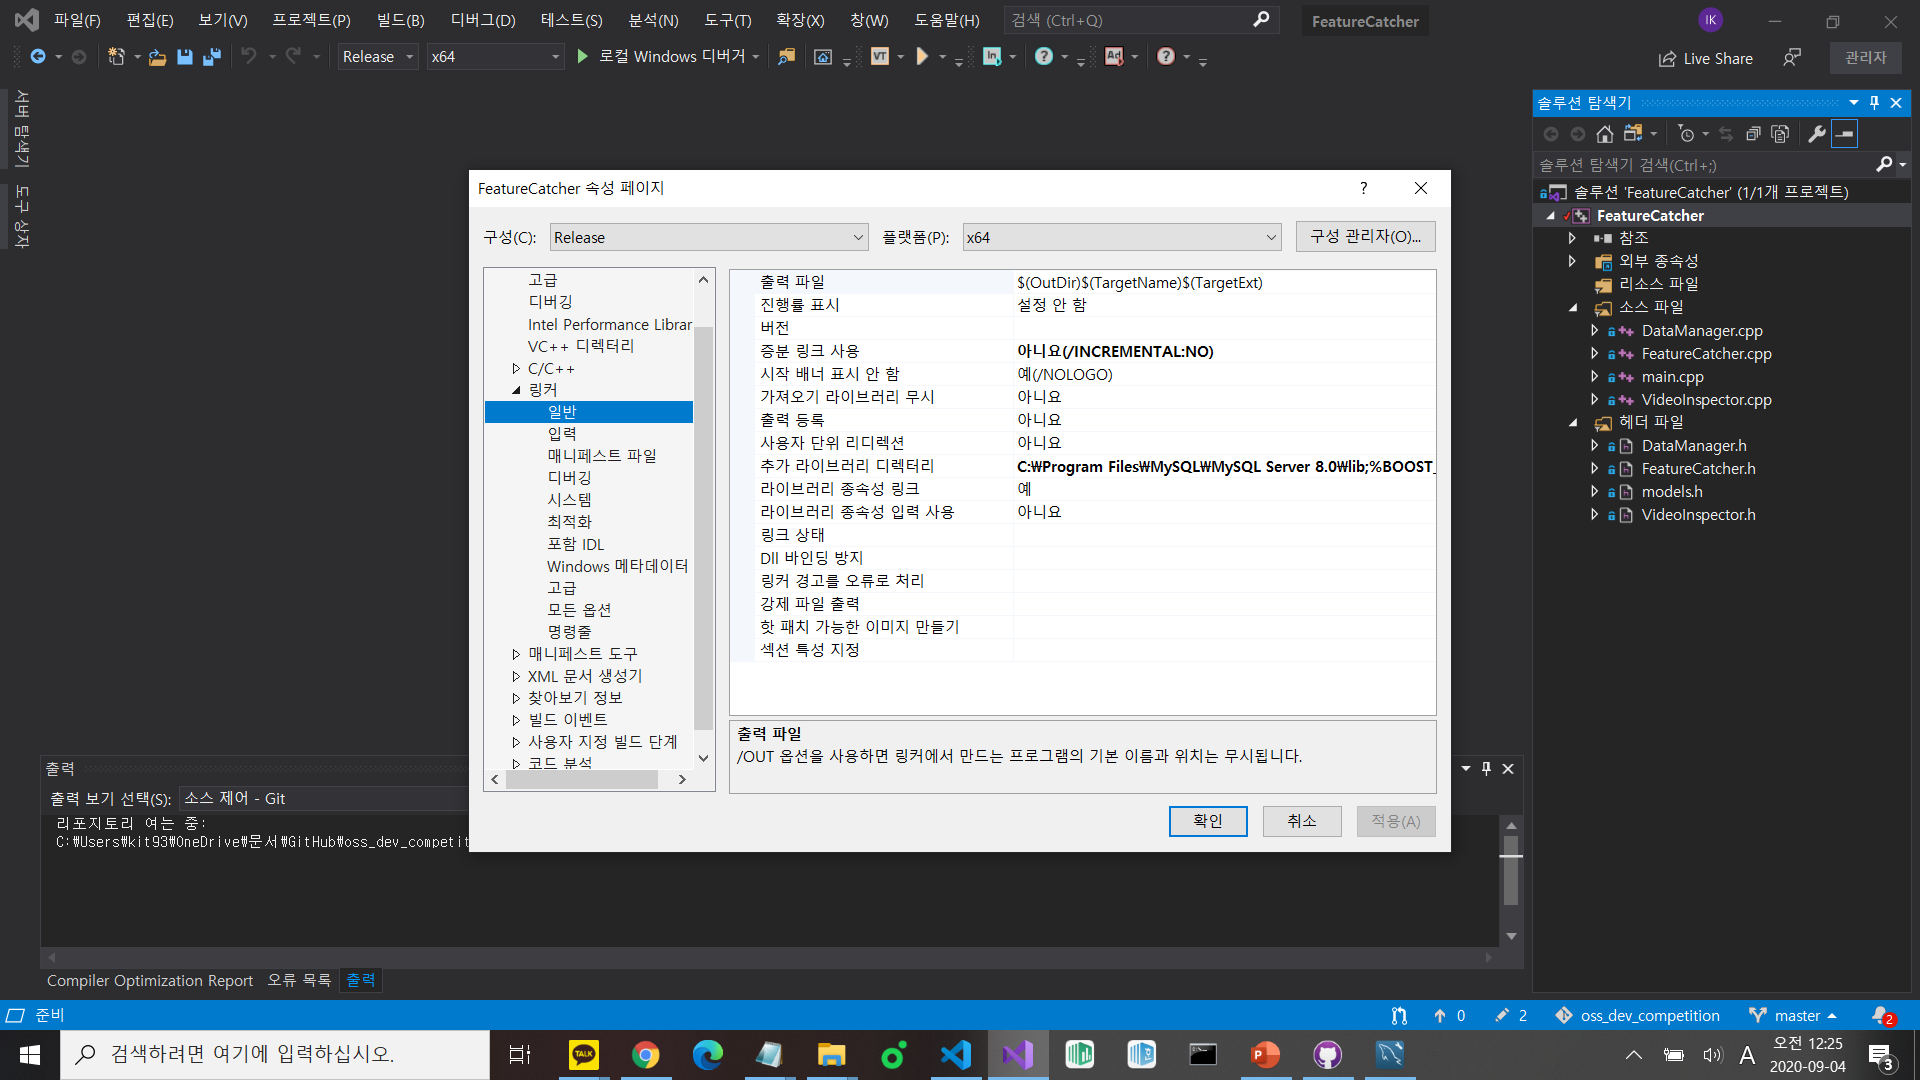 파일(F) 편집(E) 보기(V) 프로젝트(P) 빌드(B) 디버그(D) 테스트(S) 분석(N) 도구(T) 확장(X) 창(W) 도움말(H) 검색 (Ctrl+Q) FeatureCatcher IK
Release x64 로컬 Windows 디버거 VT In Ad Live Share 관리자
서버 탐색기
도구 상자
FeatureCatcher 속성 페이지 ?
구성(C): Release 플랫폼(P): x64 구성 관리자(O)...
고급
디버깅
Intel Performance Librar
VC++ 디렉터리
C/C++
링커
일반
입력
매니페스트 파일
디버깅
시스템
최적화
포함 IDL
Windows 메타데이터
고급
모든 옵션
명령줄
매니페스트 도구
XML 문서 생성기
찾아보기 정보
빌드 이벤트
사용자 지정 빌드 단계
코드 분석
출력 파일 $(OutDir)$(TargetName)$(TargetExt)
진행률 표시 설정 안 함
버전
증분 링크 사용 아니요(/INCREMENTAL:NO)
시작 배너 표시 안 함 예(/NOLOGO)
가져오기 라이브러리 무시 아니요
출력 등록 아니요
사용자 단위 리디렉션 아니요
추가 라이브러리 디렉터리 C:₩Program Files₩MySQL₩MySQL Server 8.0₩lib;%BOOST_
라이브러리 종속성 링크 예
라이브러리 종속성 입력 사용 아니요
링크 상태
Dll 바인딩 방지
링커 경고를 오류로 처리
강제 파일 출력
핫 패치 가능한 이미지 만들기
섹션 특성 지정
출력 파일
/OUT 옵션을 사용하면 링커에서 만드는 프로그램의 기본 이름과 위치는 무시됩니다.
확인 취소 적용(A)
솔루션 탐색기
솔루션 탐색기 검색(Ctrl+;)
솔루션 'FeatureCatcher' (1/1개 프로젝트)
FeatureCatcher
참조
외부 종속성
리소스 파일
소스 파일
DataManager.cpp
FeatureCatcher.cpp
main.cpp
VideoInspector.cpp
헤더 파일
DataManager.h
FeatureCatcher.h
models.h
VideoInspector.h
출력
출력 보기 선택(S): 소스 제어 - Git
리포지토리 여는 중:
C:₩Users₩kit93₩OneDrive₩문서₩GitHub₩oss_dev_competit
Compiler Optimization Report 오류 목록 출력
준비 0 2 oss_dev_competition master 2
검색하려면 여기에 입력하십시오. TALK A 오전 12:25
2020-09-04 3